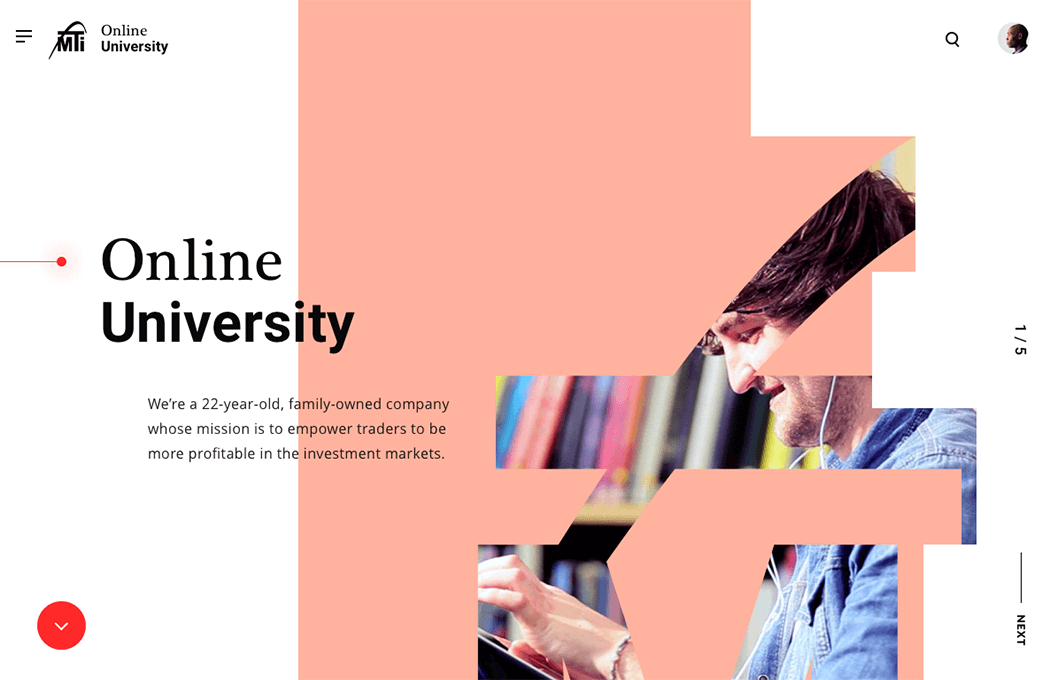 MTi
Online
University
Online
University
We’re a 22-year-old, family-owned company
whose mission is to empower traders to be
more profitable in the investment markets.
1 / 5
NEXT